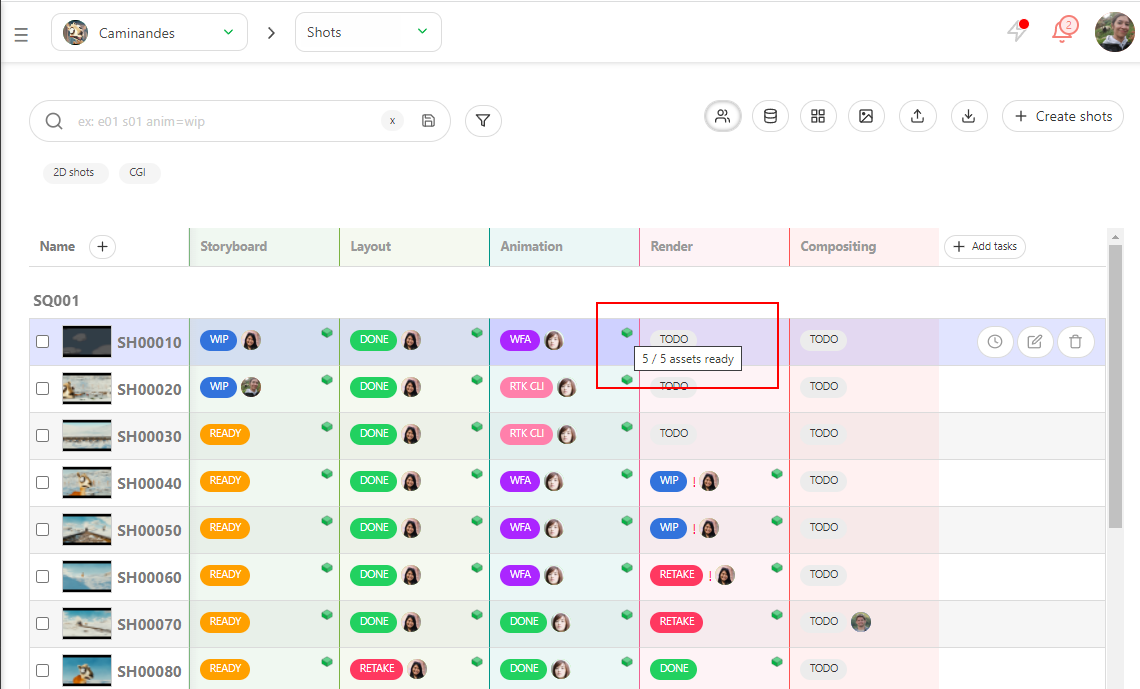 Caminandes
Shots
2
ex: e01 s01 anim=wip
x
Create shots
2D shots
CGI
Name
Storyboard
Layout
Animation
Render
Compositing
Add tasks
SQ001
SH00010 WIP DONE WFA TODO TODO
5 / 5 assets ready
SH00020 WIP DONE RTK CLI TODO TODO
SH00030 READY DONE RTK CLI TODO TODO
SH00040 READY DONE WFA WIP ! TODO
SH00050 READY DONE WFA WIP ! TODO
SH00060 READY DONE WFA RETAKE ! TODO
SH00070 READY DONE DONE RETAKE TODO
SH00080 READY RETAKE DONE DONE TODO